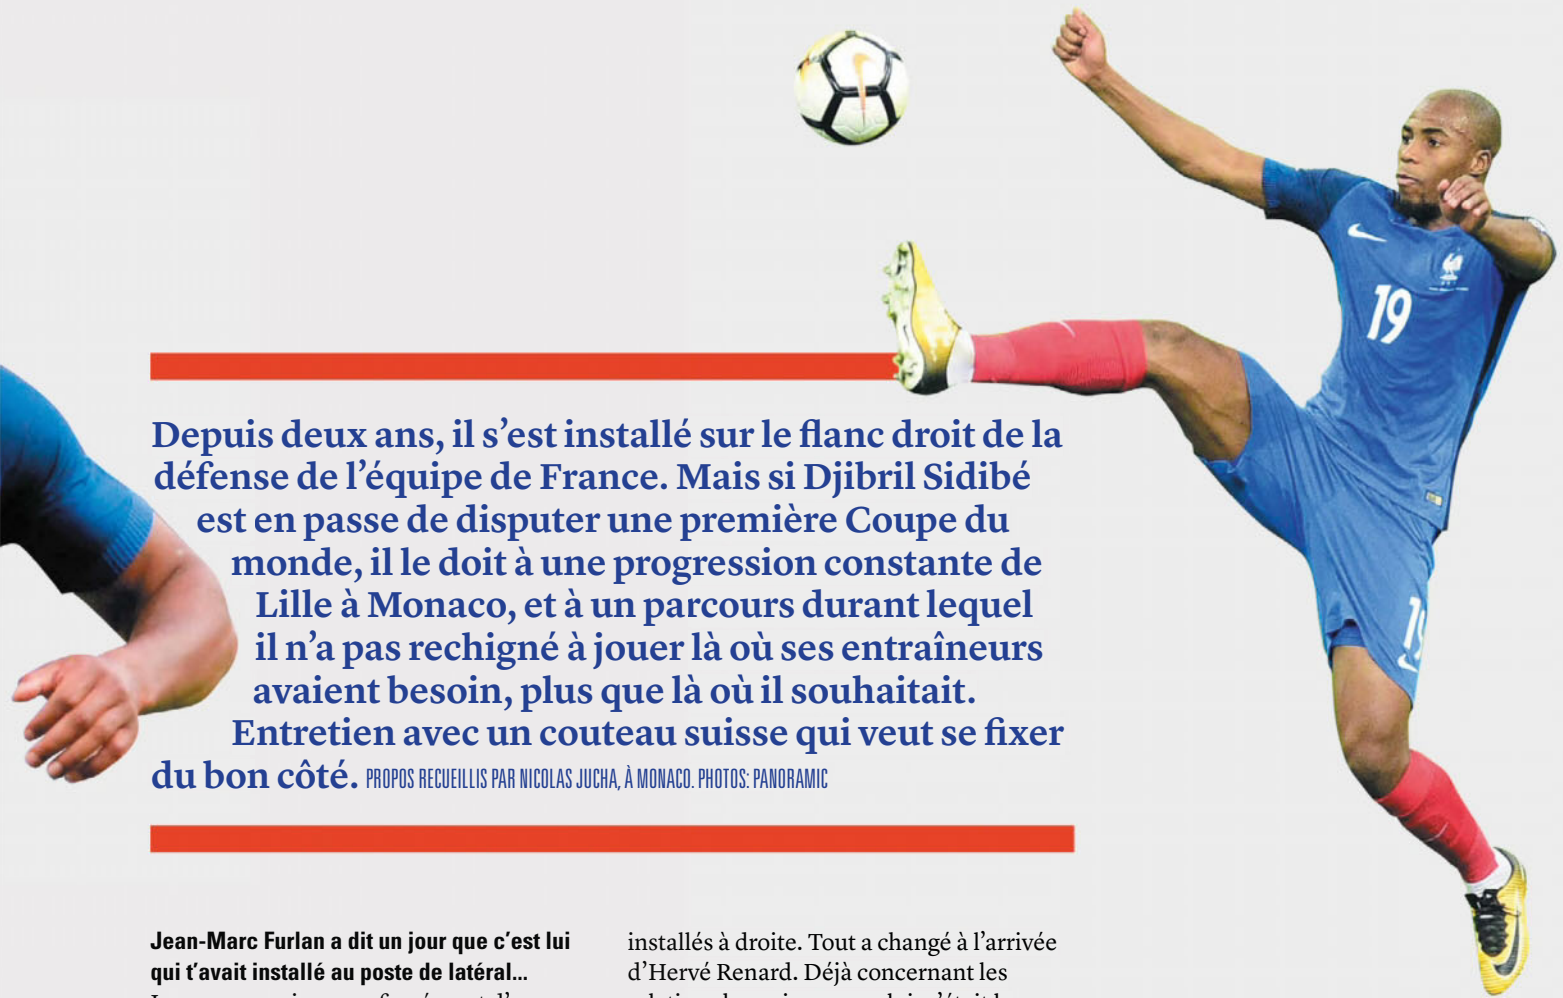 19
19
Depuis deux ans, il s’est installé sur le flanc droit de la
défense de l’équipe de France. Mais si Djibril Sidibé
est en passe de disputer une première Coupe du
monde, il le doit à une progression constante de
Lille à Monaco, et à un parcours durant lequel
il n’a pas rechigné à jouer là où ses entraîneurs
avaient besoin, plus que là où il souhaitait.
Entretien avec un couteau suisse qui veut se fixer
du bon côté. PROPOS RECUEILLIS PAR NICOLAS JUCHA, À MONACO. PHOTOS: PANORAMIC
Jean-Marc Furlan a dit un jour que c’est lui
qui t’avait installé au poste de latéral...
installés à droite. Tout a changé à l’arrivée
d’Hervé Renard. Déjà concernant les